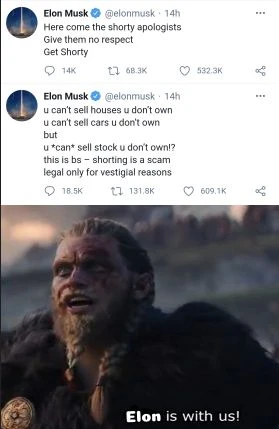 Elon Musk @elonmusk · 14h
Here come the shorty apologists
Give them no respect
Get Shorty
14K 68.3K 532.3K
Elon Musk @elonmusk · 14h
u can't sell houses u don't own
u can't sell cars u don't own
but
u *can* sell stock u don't own!?
this is bs – shorting is a scam
legal only for vestigial reasons
18.5K 131.8K 609.1K
Elon is with us!